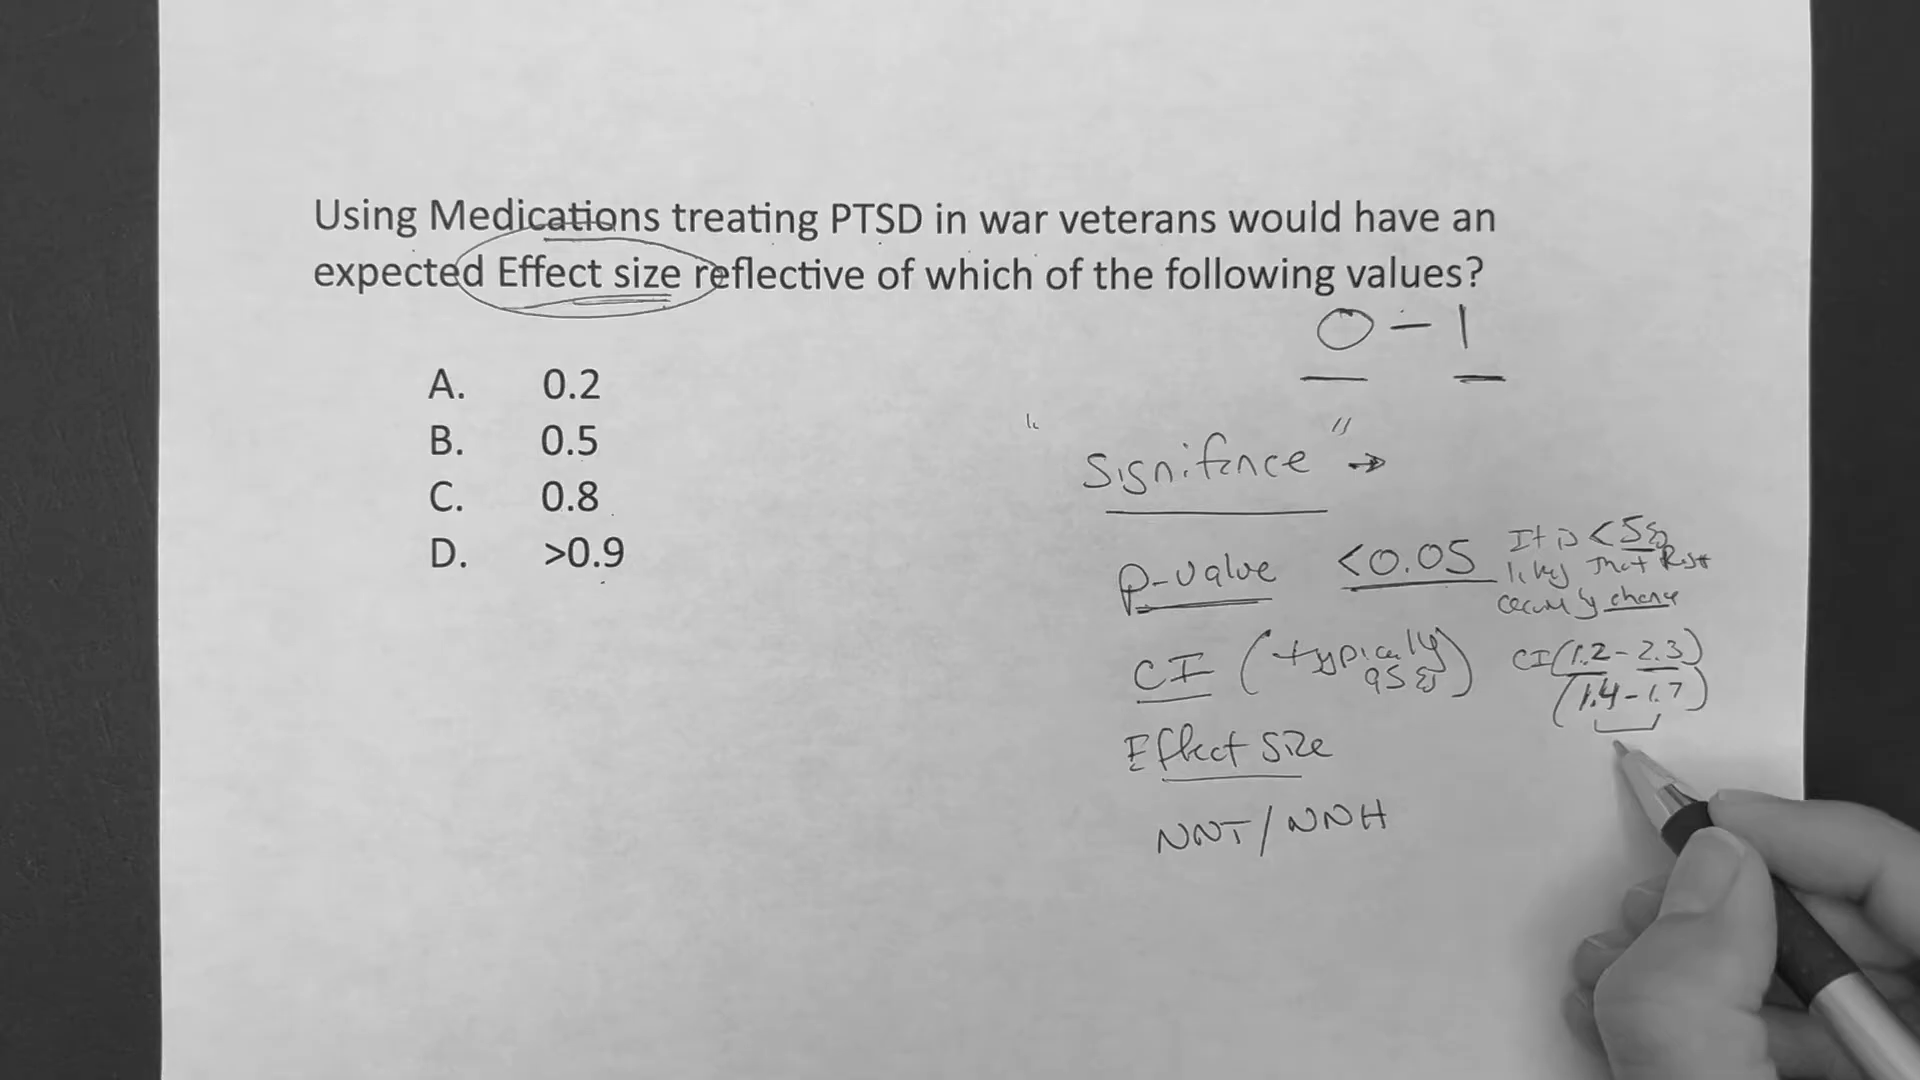 Using Medications treating PTSD in war veterans would have an
expected Effect size reflective of which of the following values?
0 - 1
A. 0.2
B. 0.5
C. 0.8
D. >0.9
"Signifance" →
P-value <0.05
It is <5%
likely That
occurs by chance
CI (typically
95%)
CI (1.2 - 2.3)
(1.4 - 1.7)
Effect Size
NNT / NNH